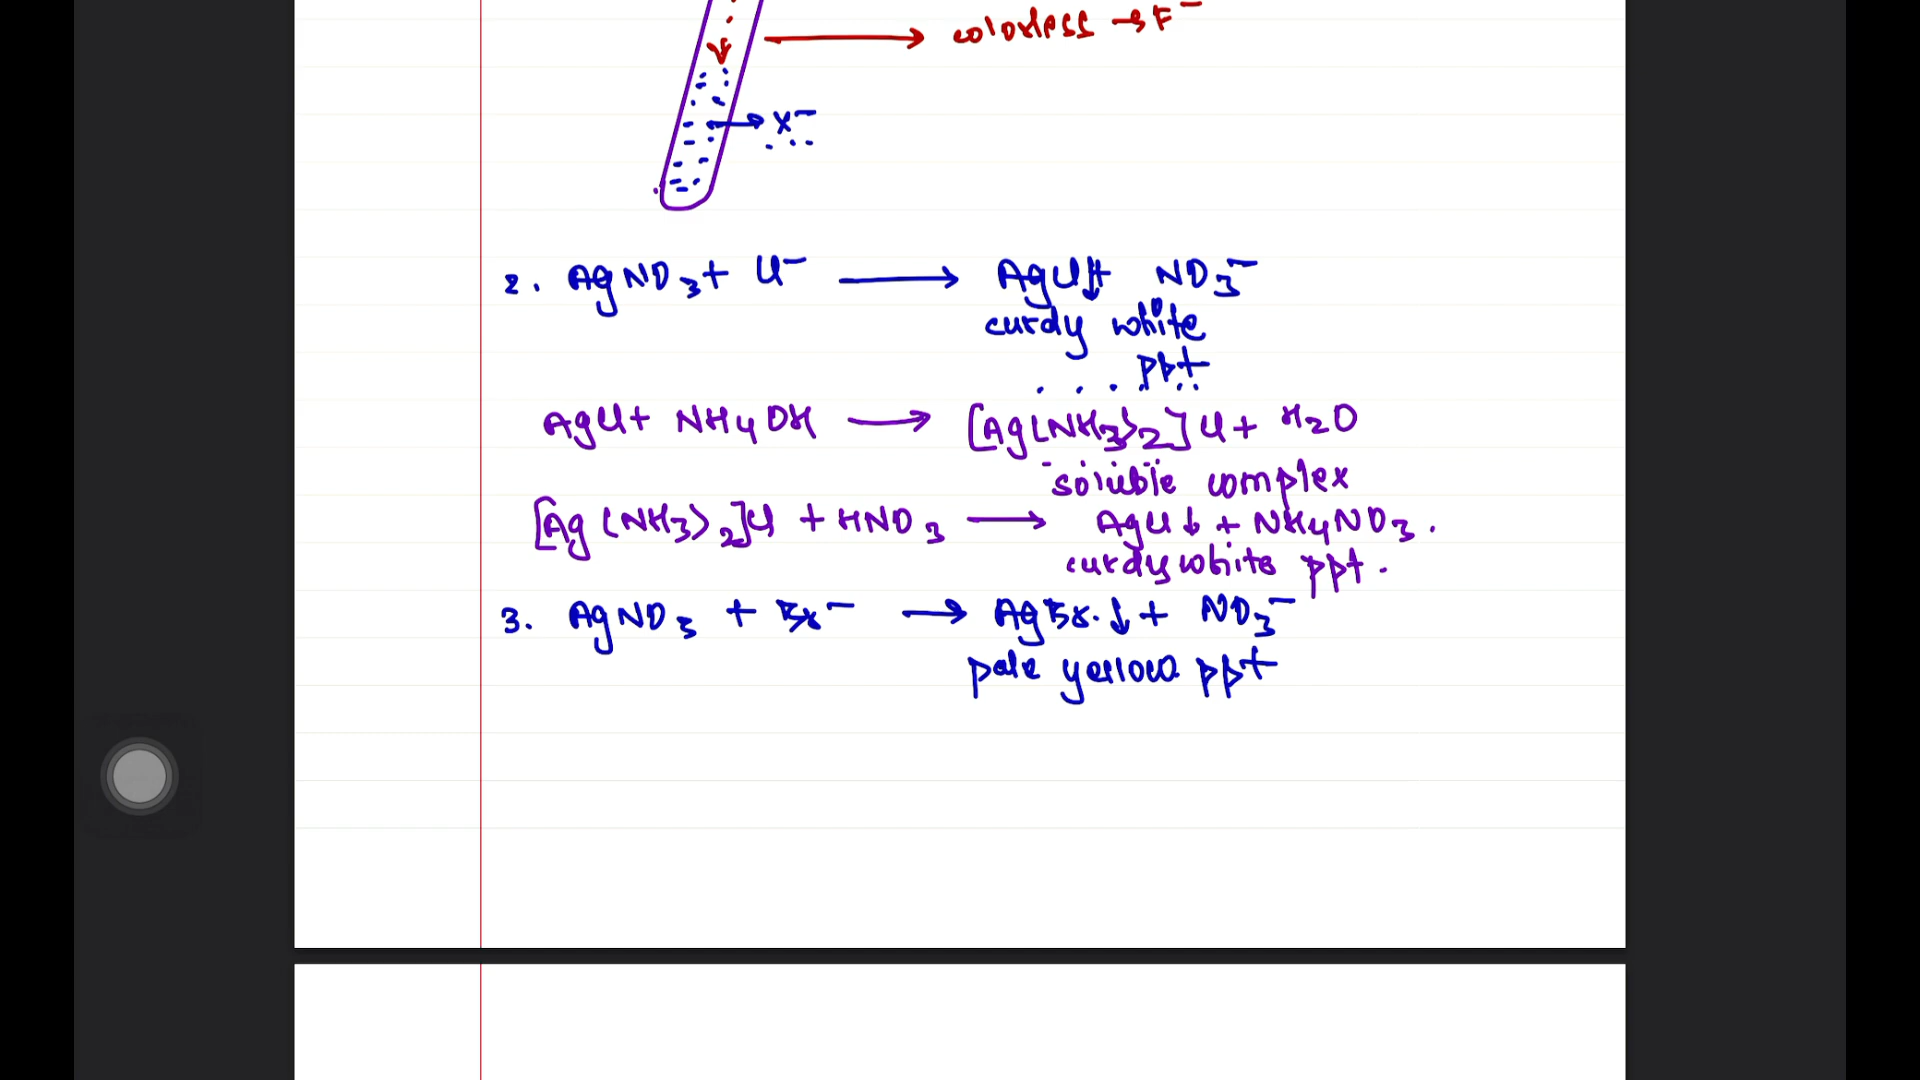 colorless → F⁻
→ X⁻
2. AgNO₃ + Cl⁻ → AgCl↓ + NO₃⁻
curdy white
ppt
AgCl + NH₄OH → [Ag(NH₃)₂]Cl + H₂O
soluble complex
[Ag(NH₃)₂]Cl + HNO₃ → AgCl↓ + NH₄NO₃.
curdy white ppt.
3. AgNO₃ + Br⁻ → AgBr.↓ + NO₃⁻
pale yellow ppt